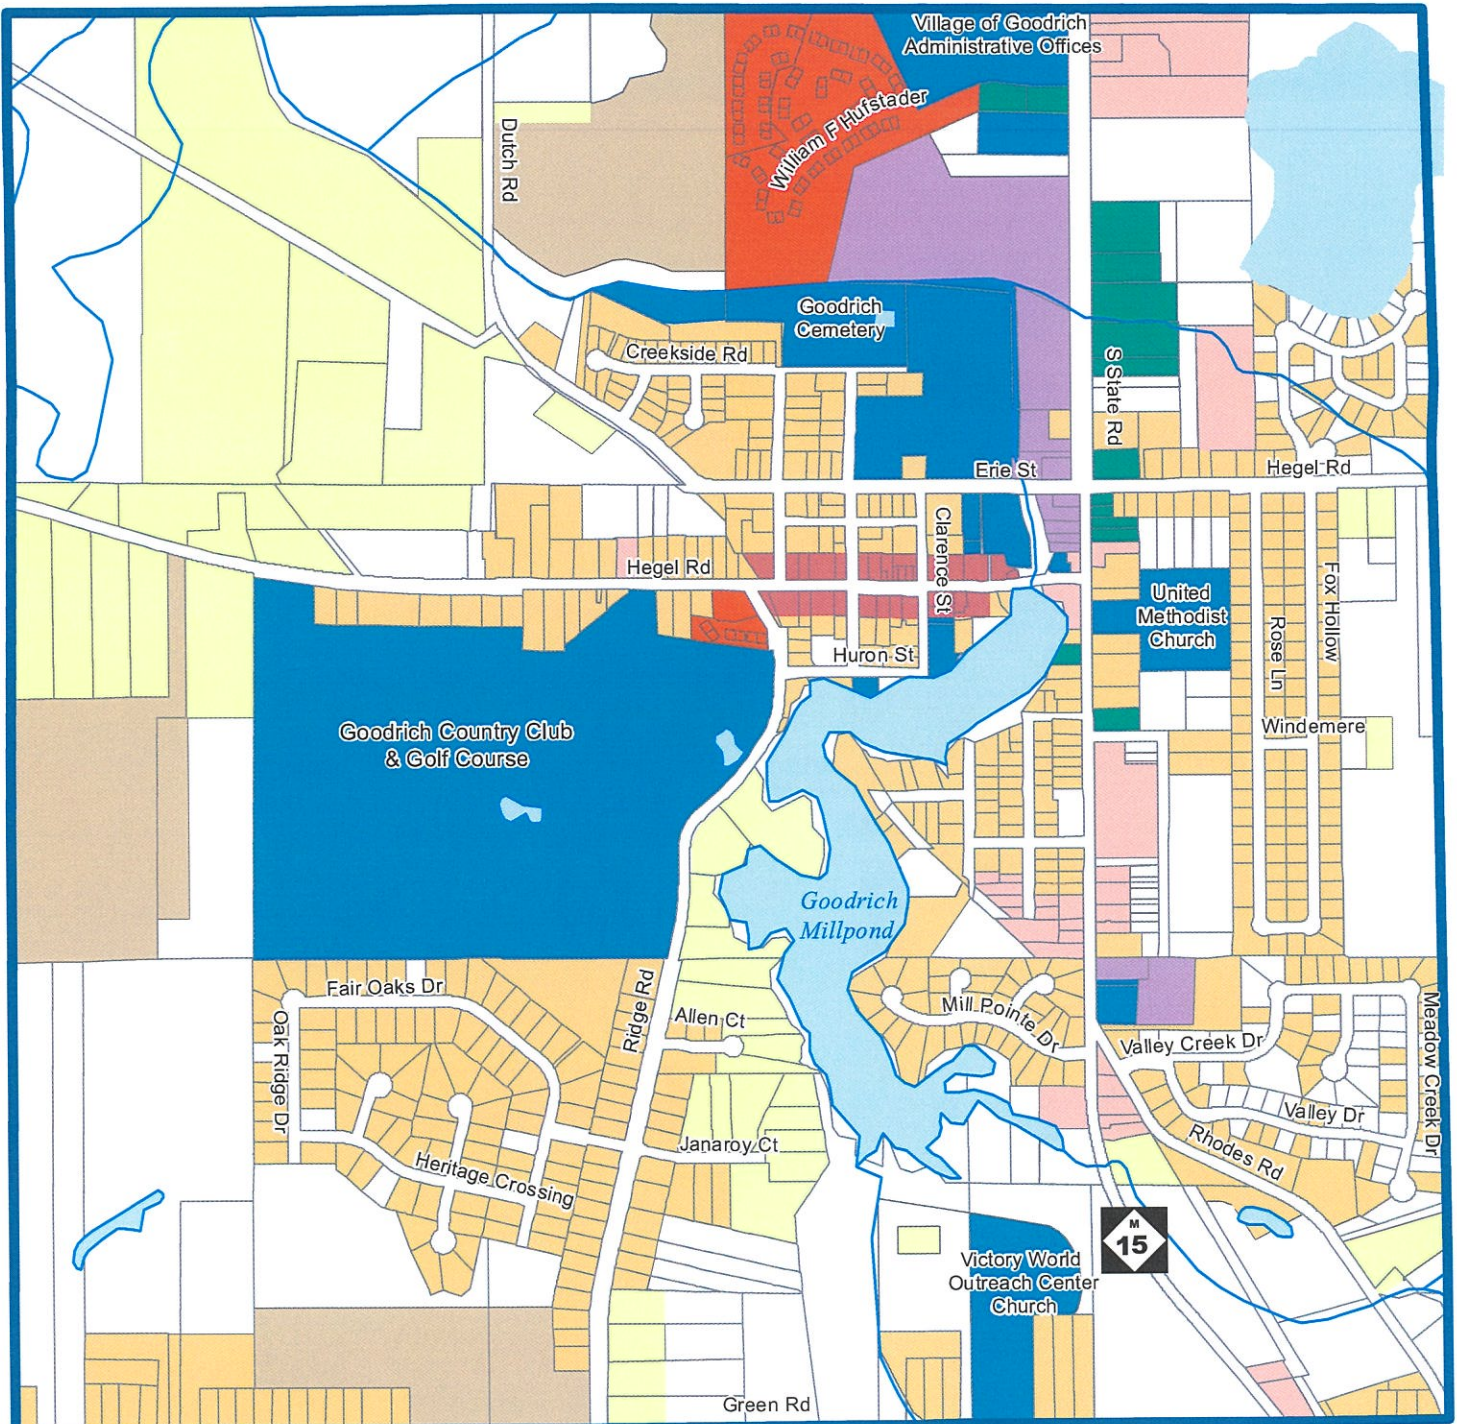 Village of Goodrich
Administrative Offices
William F Hufstader
Dutch Rd
Goodrich
Cemetery
Creekside Rd
S State Rd
Erie St
Hegel Rd
Clarence St
Hegel Rd
United
Methodist
Church
Fox Hollow
Rose Ln
Huron St
Windemere
Goodrich Country Club
& Golf Course
Goodrich
Millpond
Fair Oaks Dr
Oak Ridge Dr
Ridge Rd
Allen Ct
Mill Pointe Dr
Valley Creek Dr
Meadow Creek Dr
Valley Dr
Janaroy Ct
Rhodes Rd
Heritage Crossing
M
15
Victory World
Outreach Center
Church
Green Rd